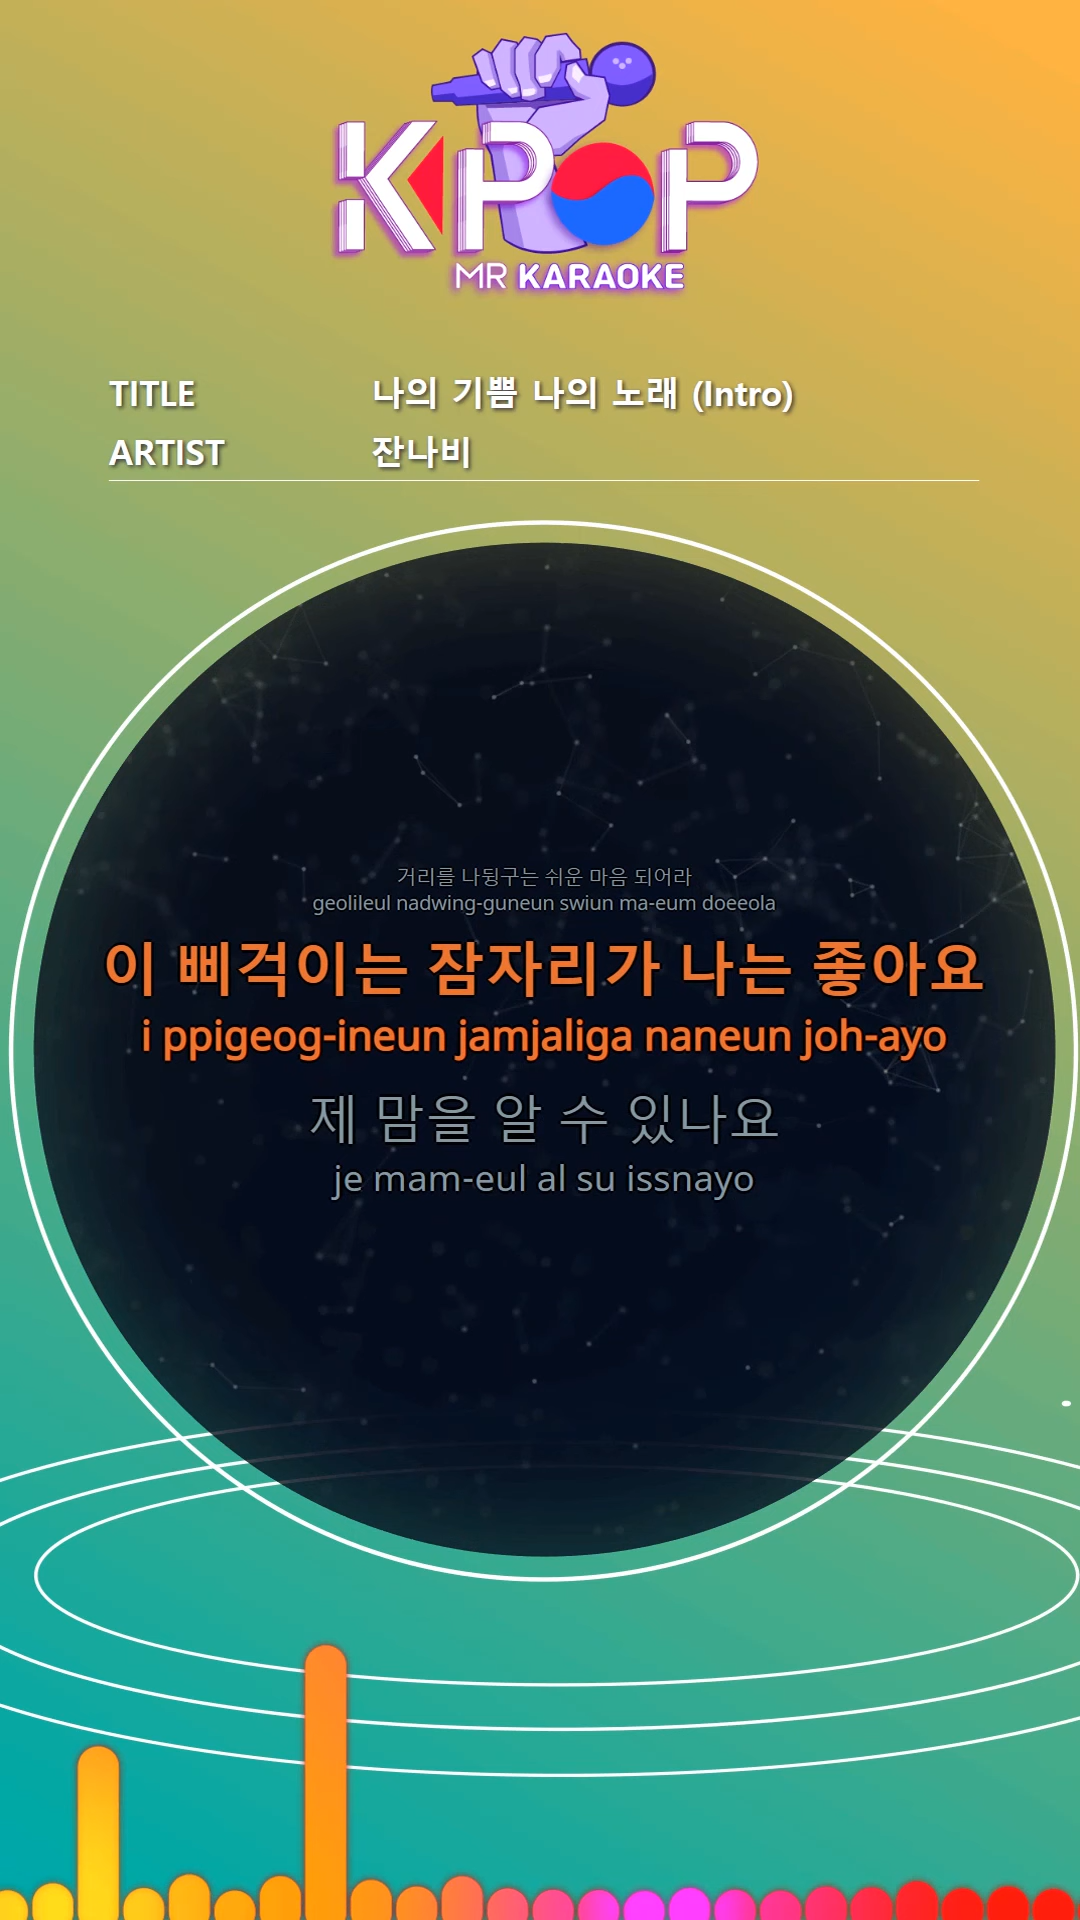 KPOP
MR KARAOKE
TITLE 나의 기쁨 나의 노래 (Intro)
ARTIST 잔나비
거리를 나뒹구는 쉬운 마음 되어라
geolileul nadwing-guneun swiun ma-eum doeeola
이 삐걱이는 잠자리가 나는 좋아요
i ppigeog-ineun jamjaliga naneun joh-ayo
제 맘을 알 수 있나요
je mam-eul al su issnayo